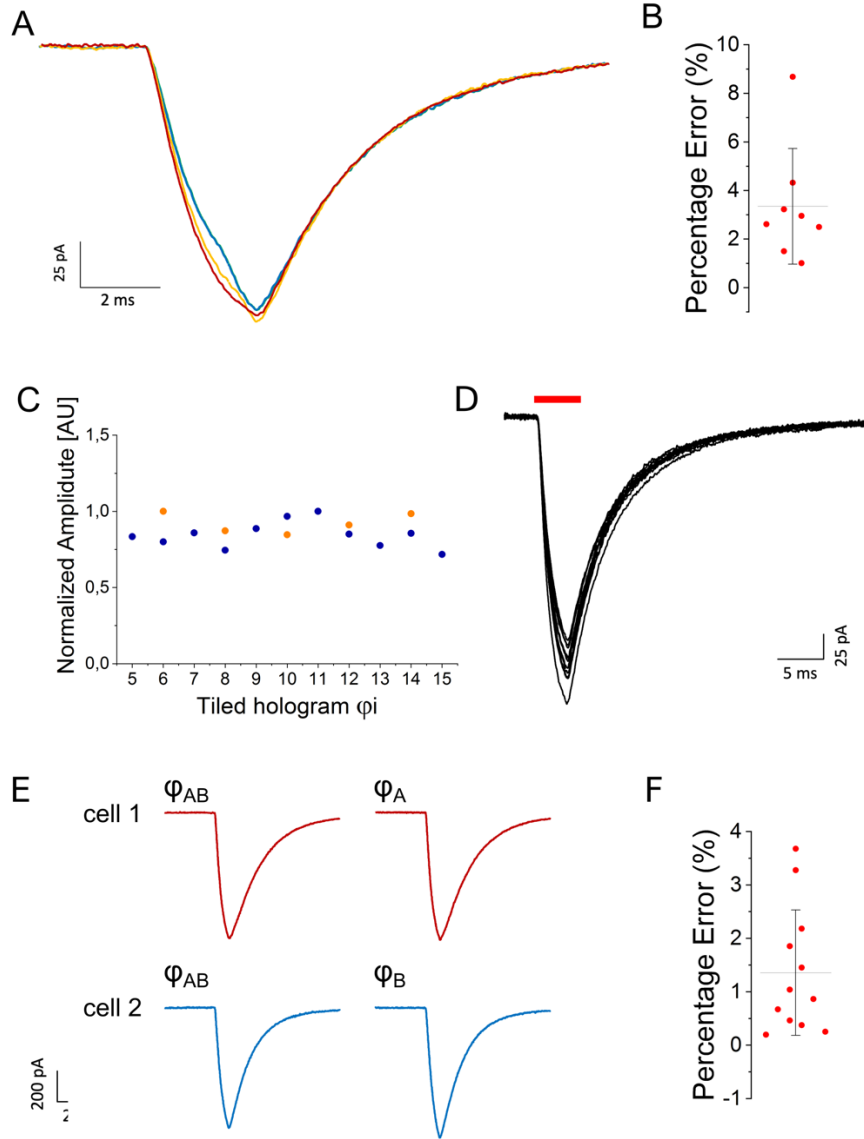 A
25 pA
2 ms
B
Percentage Error (%)
10
8
6
4
2
0
C
Normalized Amplidute [AU]
1,5
1,0
0,5
0,0
5 6 7 8 9 10 11 12 13 14 15
Tiled hologram φi
D
25 pA
5 ms
E
cell 1
φAB
φA
cell 2
φAB
φB
200 pA
F
Percentage Error (%)
4
3
2
1
0
-1